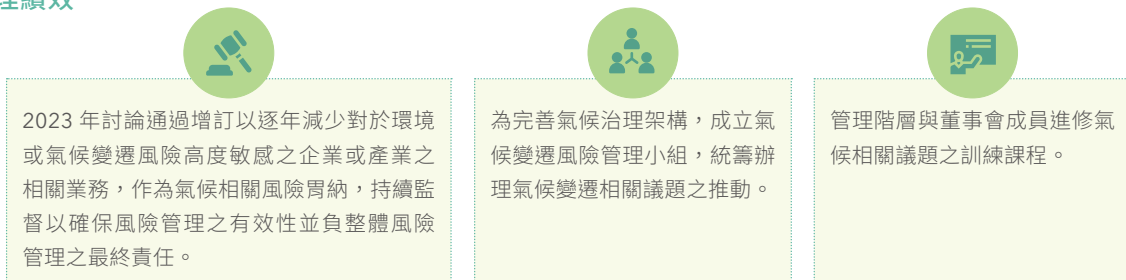 理績效
2023 年討論通過增訂以逐年減少對於環境
或氣候變遷風險高度敏感之企業或產業之
相關業務，作為氣候相關風險胃納，持續監
督以確保風險管理之有效性並負整體風險
管理之最終責任。
為完善氣候治理架構，成立氣
候變遷風險管理小組，統籌辦
理氣候變遷相關議題之推動。
管理階層與董事會成員進修氣
候相關議題之訓練課程。